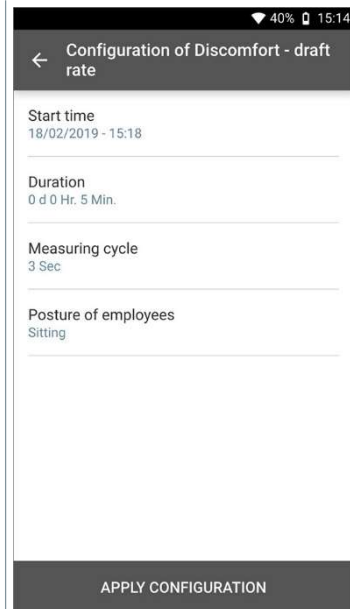 40% 15:14
Configuration of Discomfort - draft
rate
Start time
18/02/2019 - 15:18
Duration
0 d 0 Hr. 5 Min.
Measuring cycle
3 Sec
Posture of employees
Sitting
APPLY CONFIGURATION